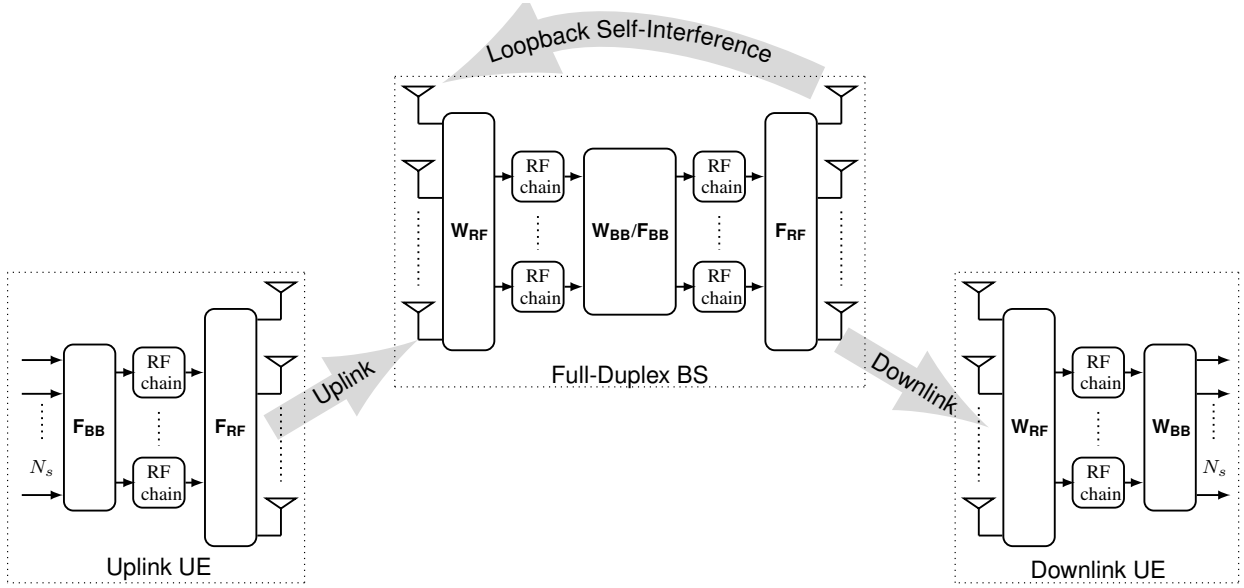 Loopback Self-Interference
W_RF
RF
chain
RF
chain
W_BB/F_BB
RF
chain
RF
chain
F_RF
Full-Duplex BS
Uplink
Downlink
N_s
F_BB
RF
chain
RF
chain
F_RF
Uplink UE
W_RF
RF
chain
RF
chain
W_BB
N_s
Downlink UE